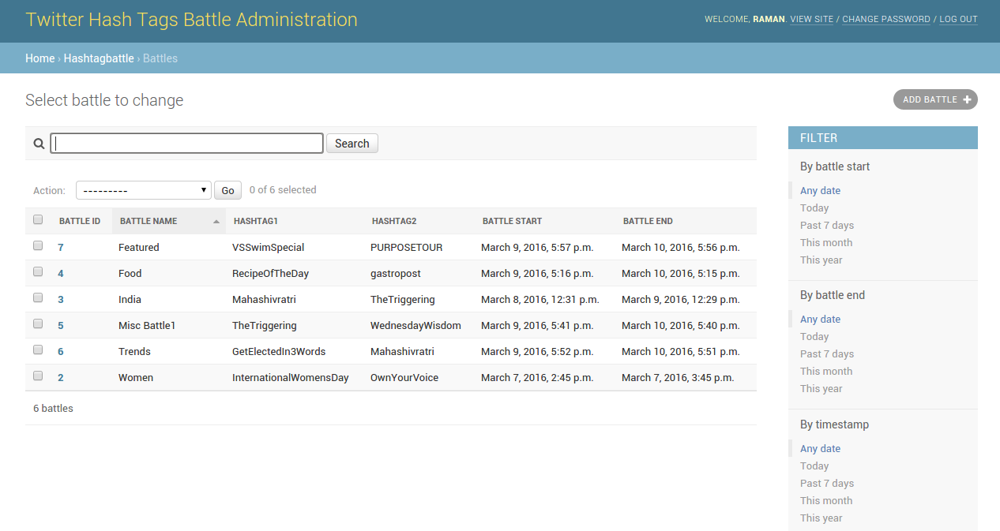 Twitter Hash Tags Battle Administration
WELCOME, RAMAN. VIEW SITE / CHANGE PASSWORD / LOG OUT
Home › Hashtagbattle › Battles
Select battle to change
ADD BATTLE +
Search
Action: --------- Go 0 of 6 selected
BATTLE ID BATTLE NAME HASHTAG1 HASHTAG2 BATTLE START BATTLE END
7 Featured VSSwimSpecial PURPOSETOUR March 9, 2016, 5:57 p.m. March 10, 2016, 5:56 p.m.
4 Food RecipeOfTheDay gastropost March 9, 2016, 5:16 p.m. March 10, 2016, 5:15 p.m.
3 India Mahashivratri TheTriggering March 8, 2016, 12:31 p.m. March 9, 2016, 12:29 p.m.
5 Misc Battle1 TheTriggering WednesdayWisdom March 9, 2016, 5:41 p.m. March 10, 2016, 5:40 p.m.
6 Trends GetElectedIn3Words Mahashivratri March 9, 2016, 5:52 p.m. March 10, 2016, 5:51 p.m.
2 Women InternationalWomensDay OwnYourVoice March 7, 2016, 2:45 p.m. March 7, 2016, 3:45 p.m.
6 battles
FILTER
By battle start
Any date
Today
Past 7 days
This month
This year
By battle end
Any date
Today
Past 7 days
This month
This year
By timestamp
Any date
Today
Past 7 days
This month
This year